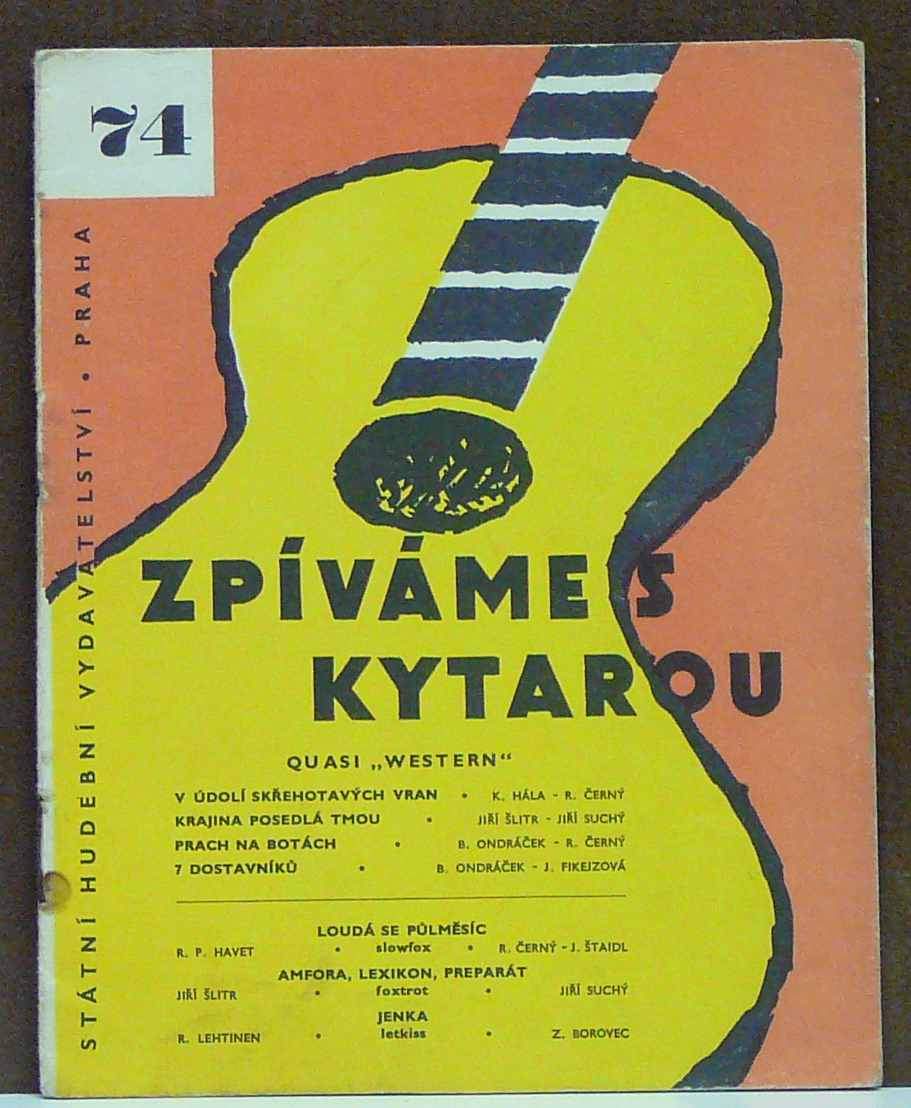 74
STÁTNÍ HUDEBNÍ VYDAVATELSTVÍ • PRAHA
ZPÍVÁME S
KYTAROU
QUASI „WESTERN“
V ÚDOLÍ SKŘEHOTAVÝCH VRAN • K. HÁLA - R. ČERNÝ
KRAJINA POSEDLÁ TMOU • JIŘÍ ŠLITR - JIŘÍ SUCHÝ
PRACH NA BOTÁCH • B. ONDRÁČEK - R. ČERNÝ
7 DOSTAVNÍKŮ • B. ONDRÁČEK - J. FIKEJZOVÁ
LOUDÁ SE PŮLMĚSÍC
R. P. HAVET • slowfox • R. ČERNÝ - J. ŠTAIDL
AMFORA, LEXIKON, PREPARÁT
JIŘÍ ŠLITR • foxtrot • JIŘÍ SUCHÝ
JENKA
R. LEHTINEN • letkiss • Z. BOROVEC